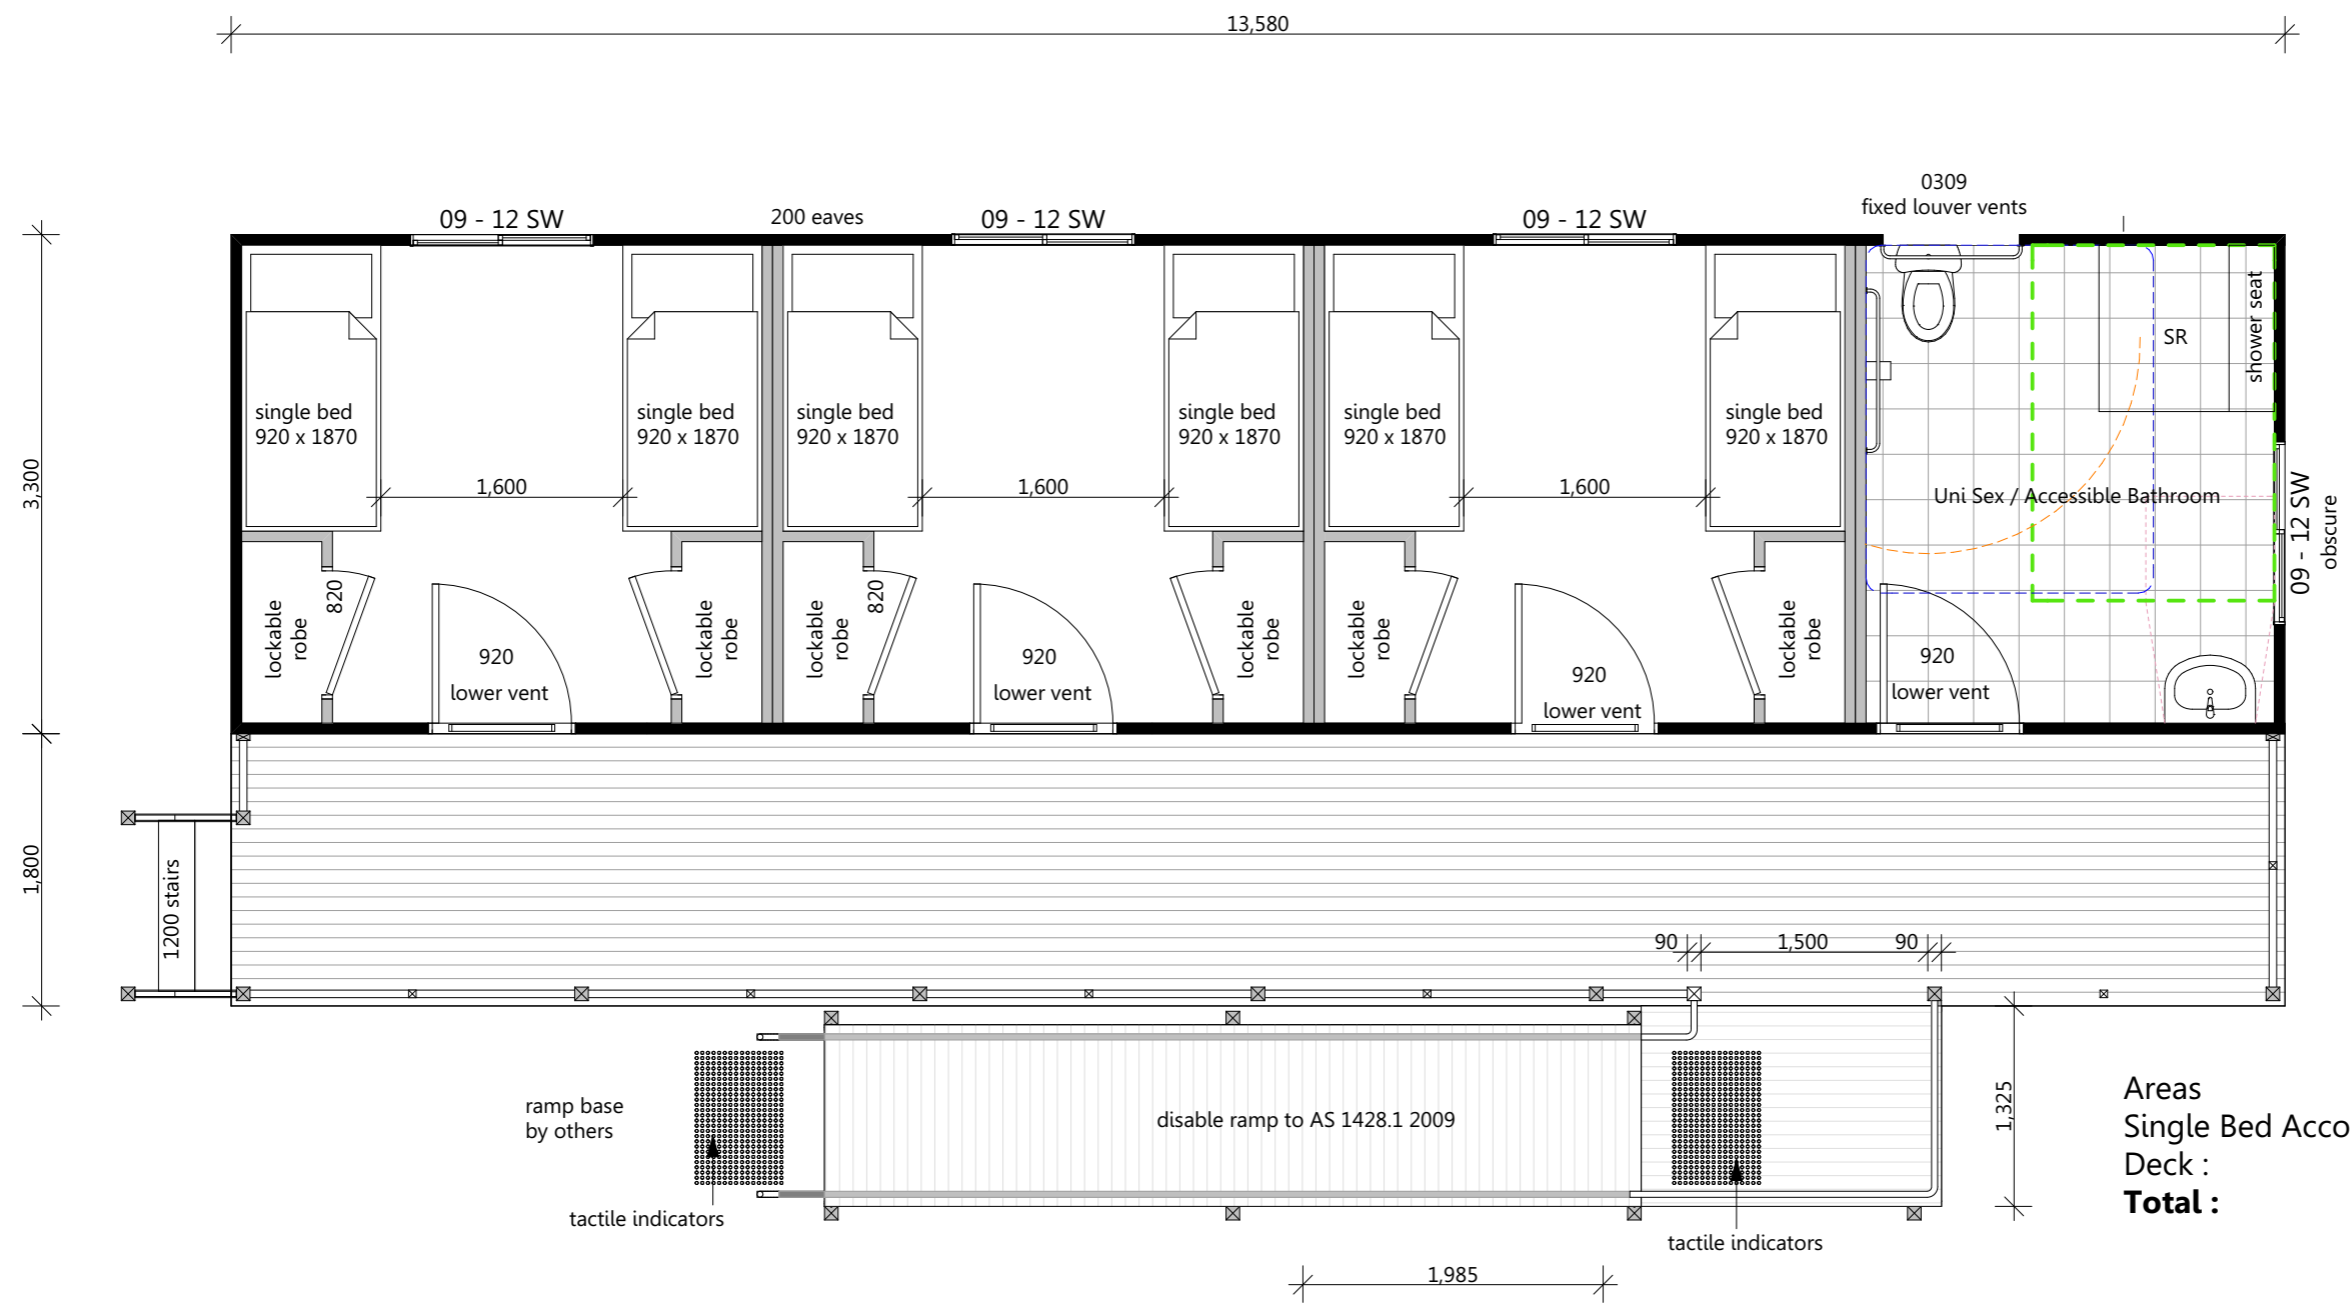 13,580
0309
fixed louver vents
09 - 12 SW
200 eaves
09 - 12 SW
09 - 12 SW
3,300
single bed
920 x 1870
single bed
920 x 1870
single bed
920 x 1870
single bed
920 x 1870
single bed
920 x 1870
single bed
920 x 1870
SR
shower seat
1,600
1,600
1,600
Uni Sex / Accessible Bathroom
09 - 12 SW
obscure
lockable
robe
820
920
lower vent
lockable
robe
lockable
robe
820
920
lower vent
lockable
robe
lockable
robe
920
lower vent
lockable
robe
920
lower vent
1,800
1200 stairs
90
1,500
90
ramp base
by others
tactile indicators
disable ramp to AS 1428.1 2009
tactile indicators
1,325
1,985
Areas
Single Bed Acco
Deck :
Total :